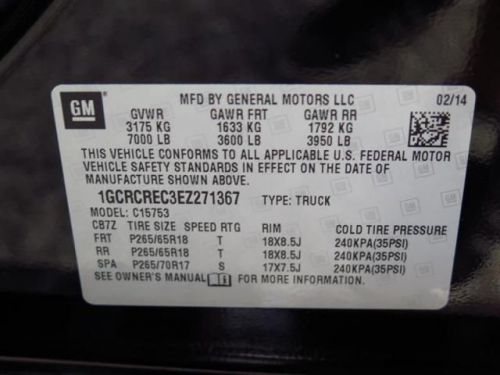 GM
MFD BY GENERAL MOTORS LLC 02/14
GVWR GAWR FRT GAWR RR
3175 KG 1633 KG 1792 KG
7000 LB 3600 LB 3950 LB
THIS VEHICLE CONFORMS TO ALL APPLICABLE U.S. FEDERAL MOTOR
VEHICLE SAFETY STANDARDS IN EFFECT ON THE DATE OF
MANUFACTURE SHOWN ABOVE.
1GCRCREC3EZ271367 TYPE: TRUCK
MODEL: C15753
CB7Z TIRE SIZE SPEED RTG RIM COLD TIRE PRESSURE
FRT P265/65R18 T 18X8.5J 240KPA(35PSI)
RR P265/65R18 T 18X8.5J 240KPA(35PSI)
SPA P265/70R17 S 17X7.5J 240KPA(35PSI)
SEE OWNER'S MANUAL FOR MORE INFORMATION.